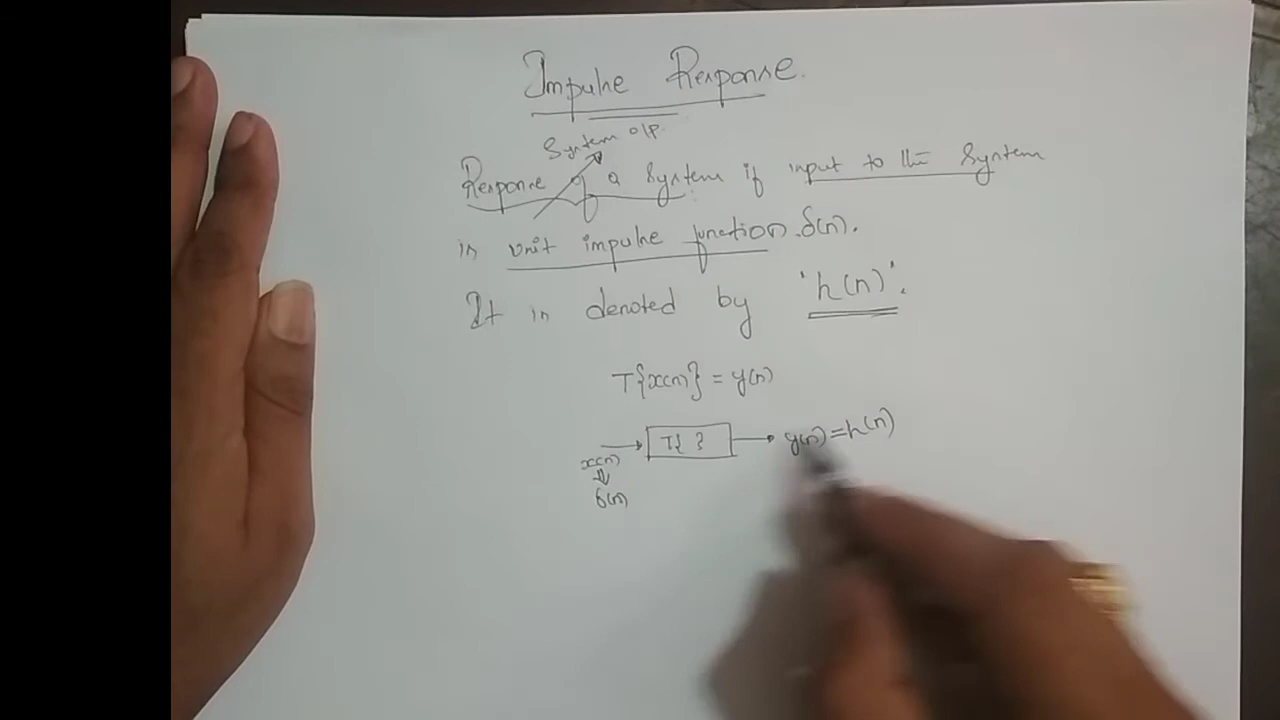 Impulse Response.
System o/p.
Response of a System if input to the System
is unit impulse function δ(n).
It is denoted by 'h(n)'.
T{x(n)} = y(n)
T{ } y(n)=h(n)
x(n)
⇓
δ(n)